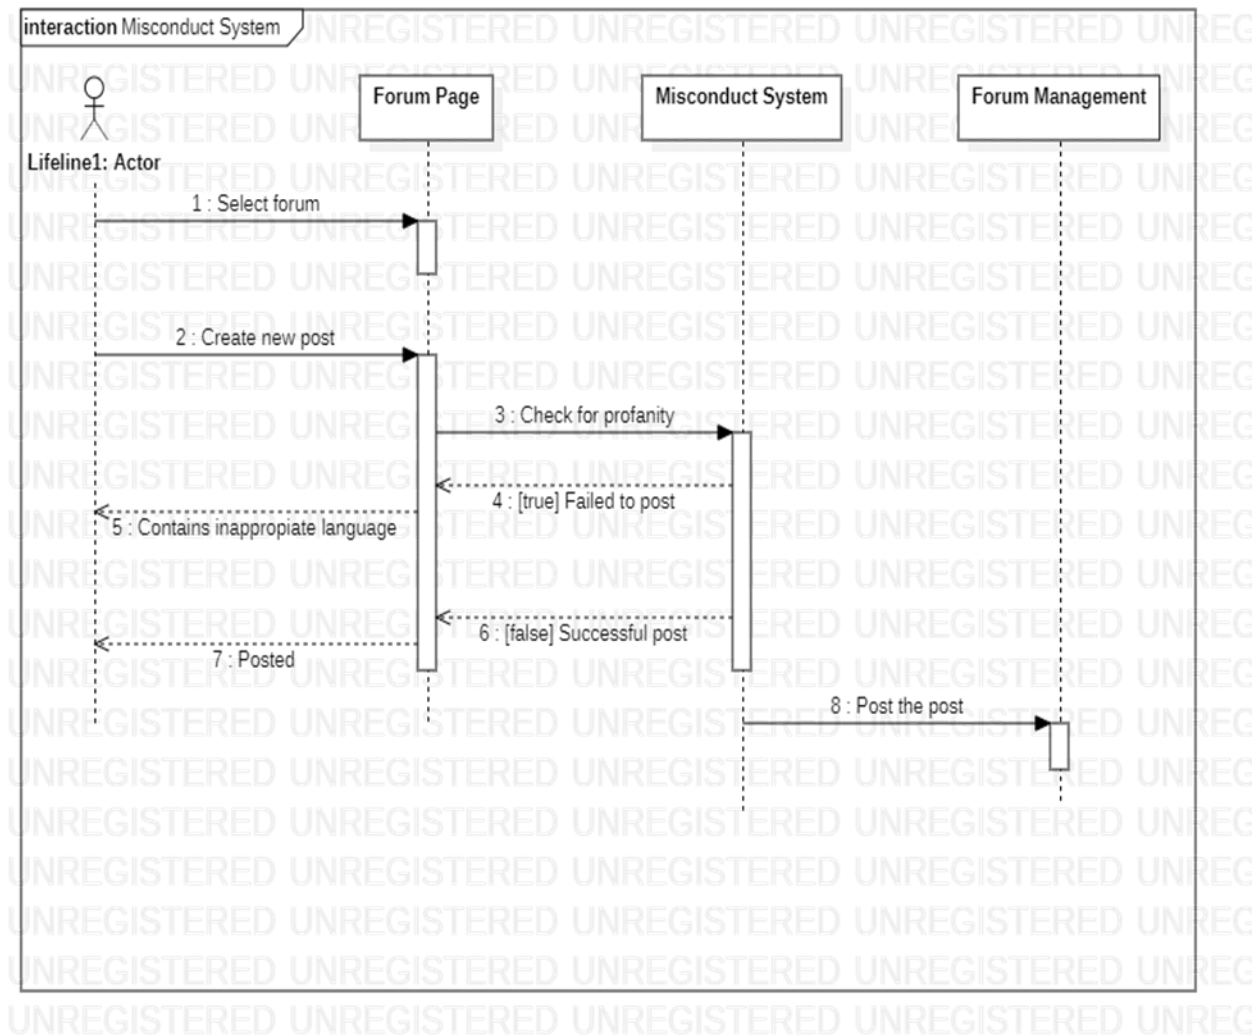 interaction Misconduct System
Forum Page
Misconduct System
Forum Management
Lifeline1: Actor
1 : Select forum
2 : Create new post
3 : Check for profanity
4 : [true] Failed to post
5 : Contains inappropiate language
6 : [false] Successful post
7 : Posted
8 : Post the post
UNREGISTERED UNREGISTERED UNREGISTERED UNREGISTERED UNREG